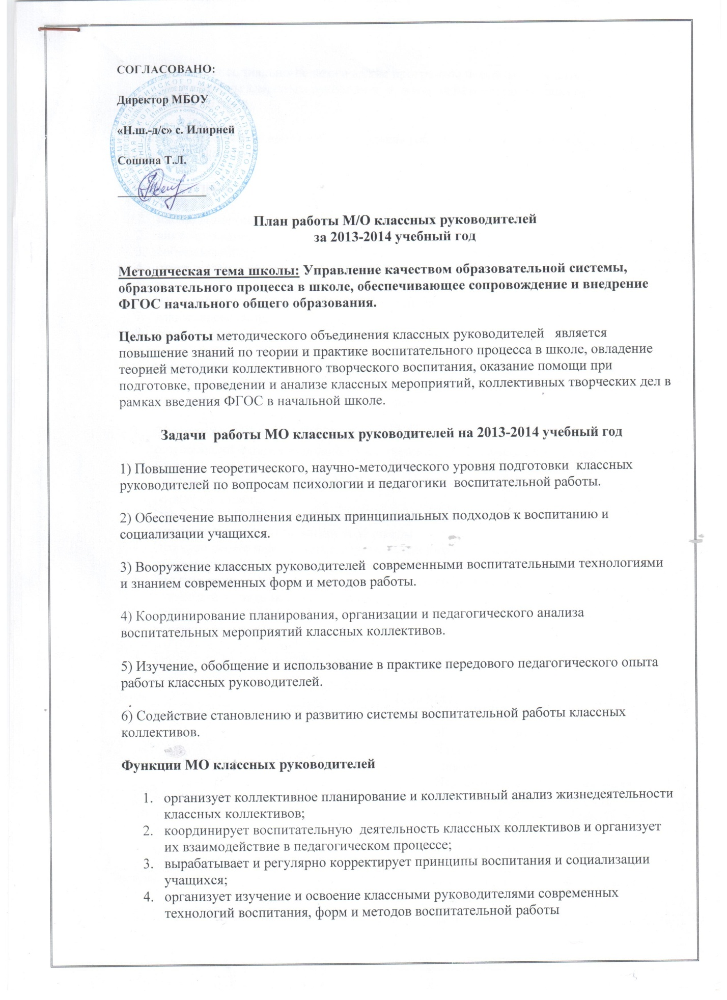 СОГЛАСОВАНО:
Директор МБОУ
«Н.ш.-д/с» с. Илирней
Сошина Т.Л.
План работы М/О классных руководителей
за 2013-2014 учебный год
Методическая тема школы: Управление качеством образовательной системы,
образовательного процесса в школе, обеспечивающее сопровождение и внедрение
ФГОС начального общего образования.
Целью работы методического объединения классных руководителей является
повышение знаний по теории и практике воспитательного процесса в школе, овладение
теорией методики коллективного творческого воспитания, оказание помощи при
подготовке, проведении и анализе классных мероприятий, коллективных творческих дел в
рамках введения ФГОС в начальной школе.
Задачи работы МО классных руководителей на 2013-2014 учебный год
1) Повышение теоретического, научно-методического уровня подготовки классных
руководителей по вопросам психологии и педагогики воспитательной работы.
2) Обеспечение выполнения единых принципиальных подходов к воспитанию и
социализации учащихся.
3) Вооружение классных руководителей современными воспитательными технологиями
и знанием современных форм и методов работы.
4) Координирование планирования, организации и педагогического анализа
воспитательных мероприятий классных коллективов.
5) Изучение, обобщение и использование в практике передового педагогического опыта
работы классных руководителей.
6) Содействие становлению и развитию системы воспитательной работы классных
коллективов.
Функции МО классных руководителей
1. организует коллективное планирование и коллективный анализ жизнедеятельности
классных коллективов;
2. координирует воспитательную деятельность классных коллективов и организует
их взаимодействие в педагогическом процессе;
3. вырабатывает и регулярно корректирует принципы воспитания и социализации
учащихся;
4. организует изучение и освоение классными руководителями современных
технологий воспитания, форм и методов воспитательной работы